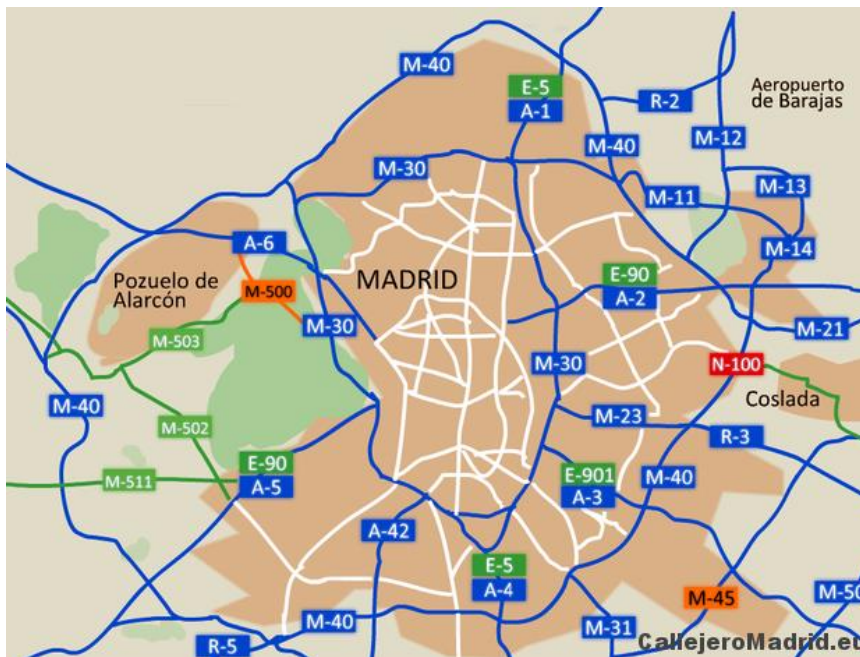 M-40
E-5
A-1
R-2
Aeropuerto
de Barajas
M-40
M-12
M-30
M-11
M-13
A-6
M-14
Pozuelo de
Alarcón
MADRID
E-90
A-2
M-500
M-30
M-21
M-503
M-30
N-100
Coslada
M-40
M-23
M-502
R-3
E-90
A-5
E-901
A-3
M-40
M-511
A-42
E-5
A-4
M-45
M-50
M-40
M-31
R-5
CallejeroMadrid.eu